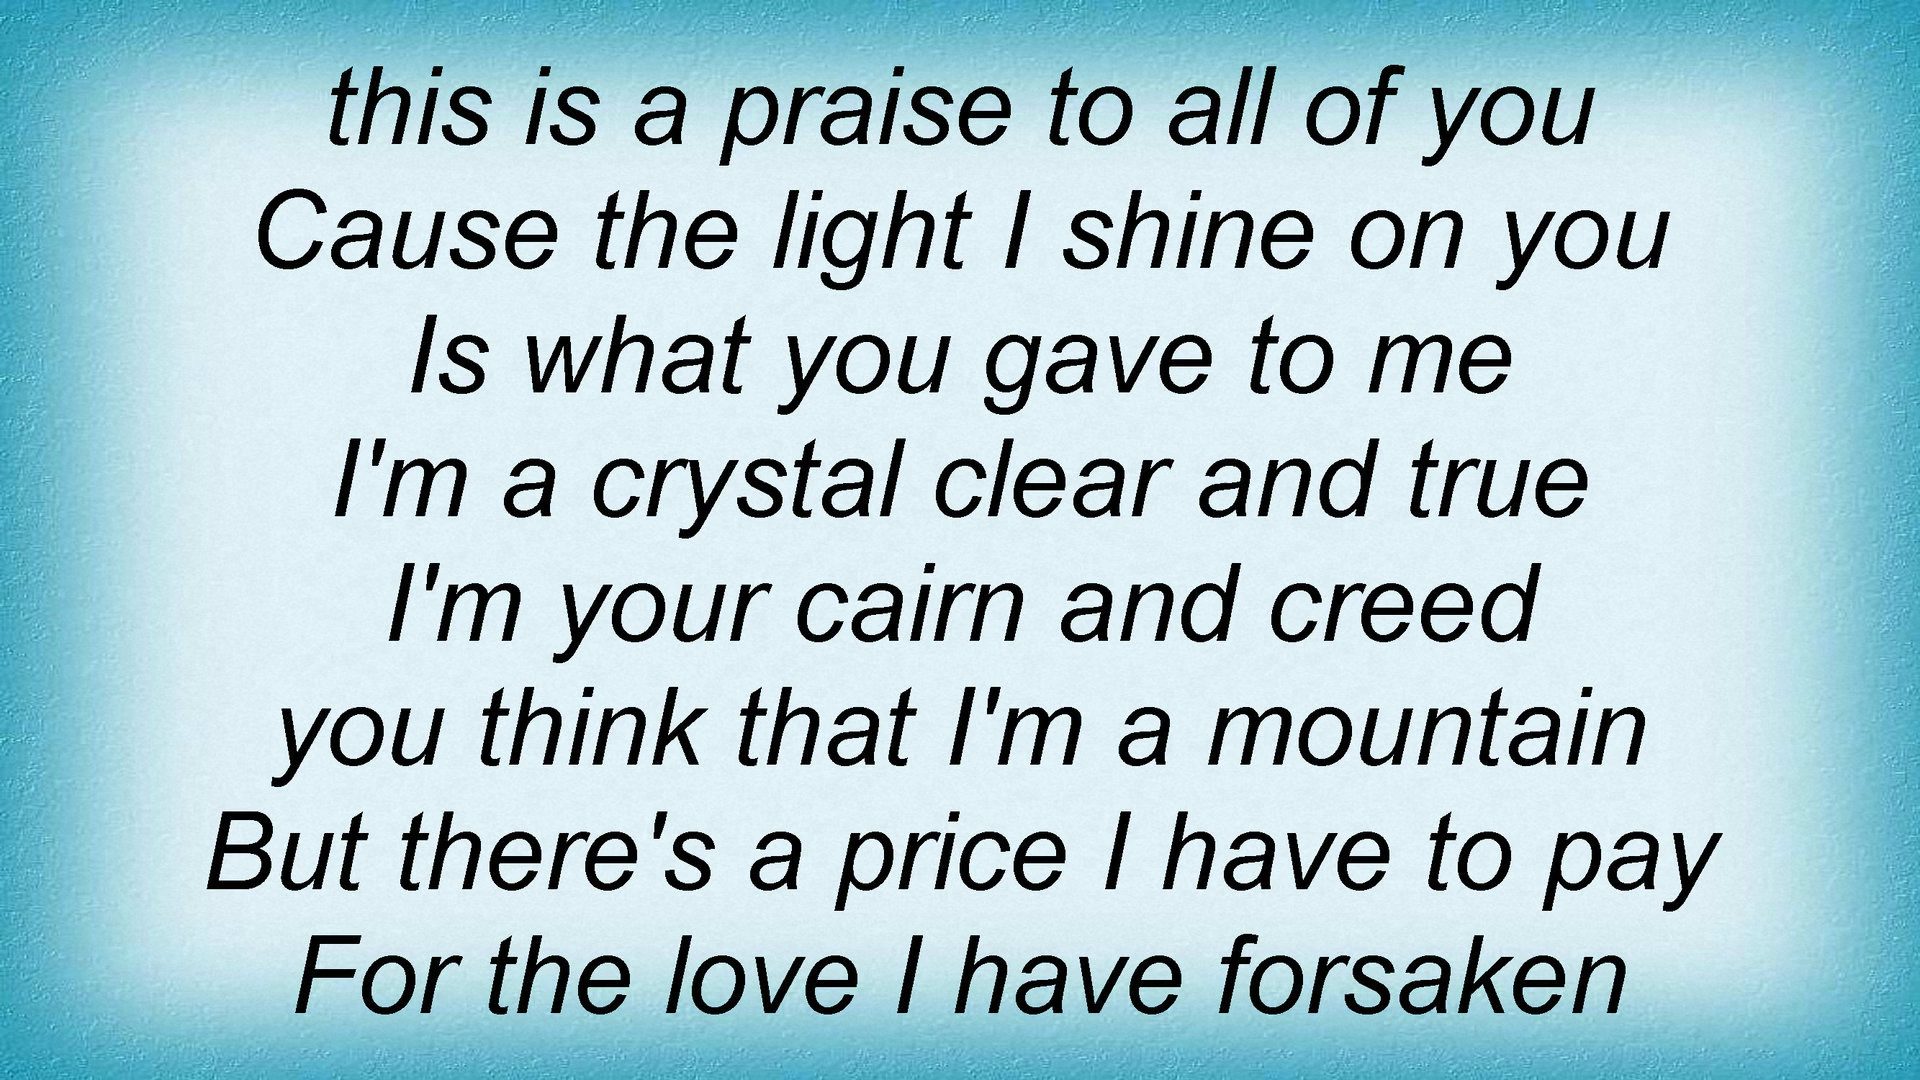 this is a praise to all of you
Cause the light I shine on you
Is what you gave to me
I'm a crystal clear and true
I'm your cairn and creed
you think that I'm a mountain
But there's a price I have to pay
For the love I have forsaken